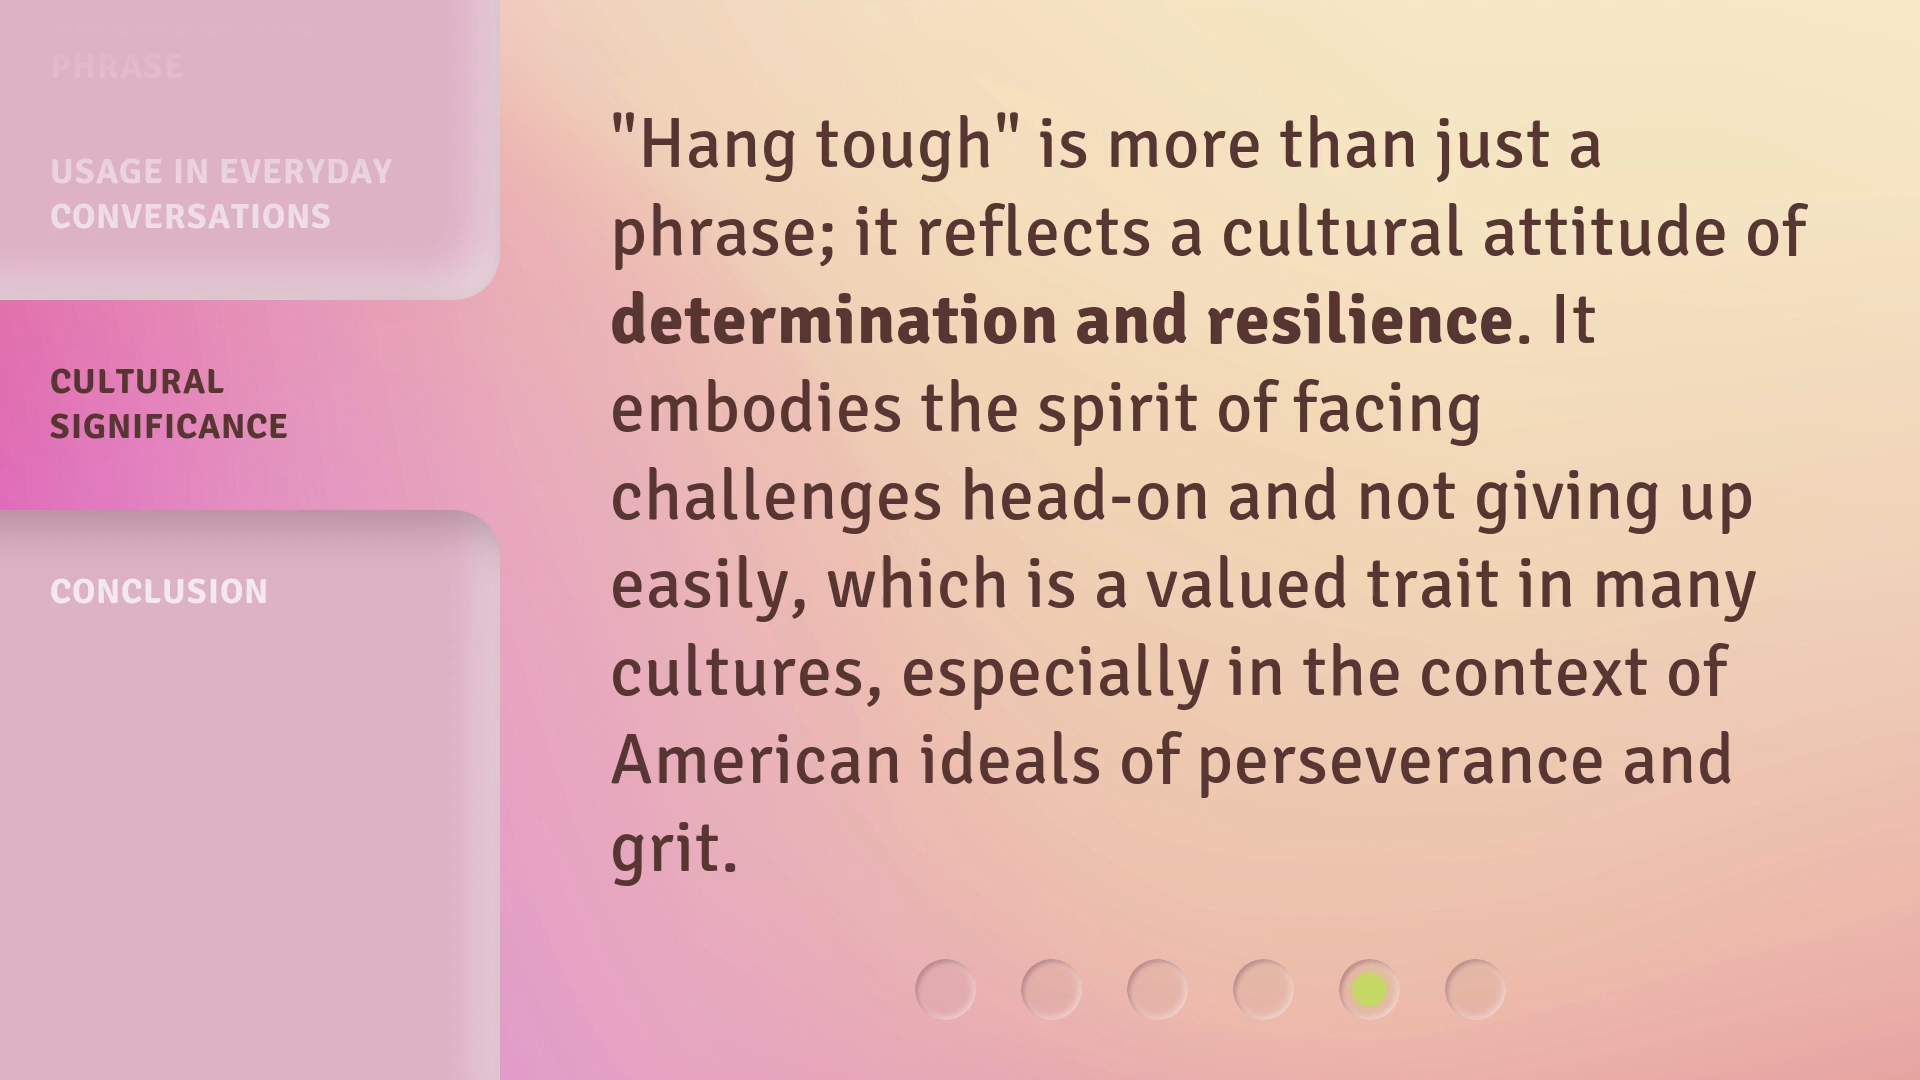 PHRASE
USAGE IN EVERYDAY
CONVERSATIONS
CULTURAL
SIGNIFICANCE
CONCLUSION
"Hang tough" is more than just a
phrase; it reflects a cultural attitude of
determination and resilience. It
embodies the spirit of facing
challenges head-on and not giving up
easily, which is a valued trait in many
cultures, especially in the context of
American ideals of perseverance and
grit.